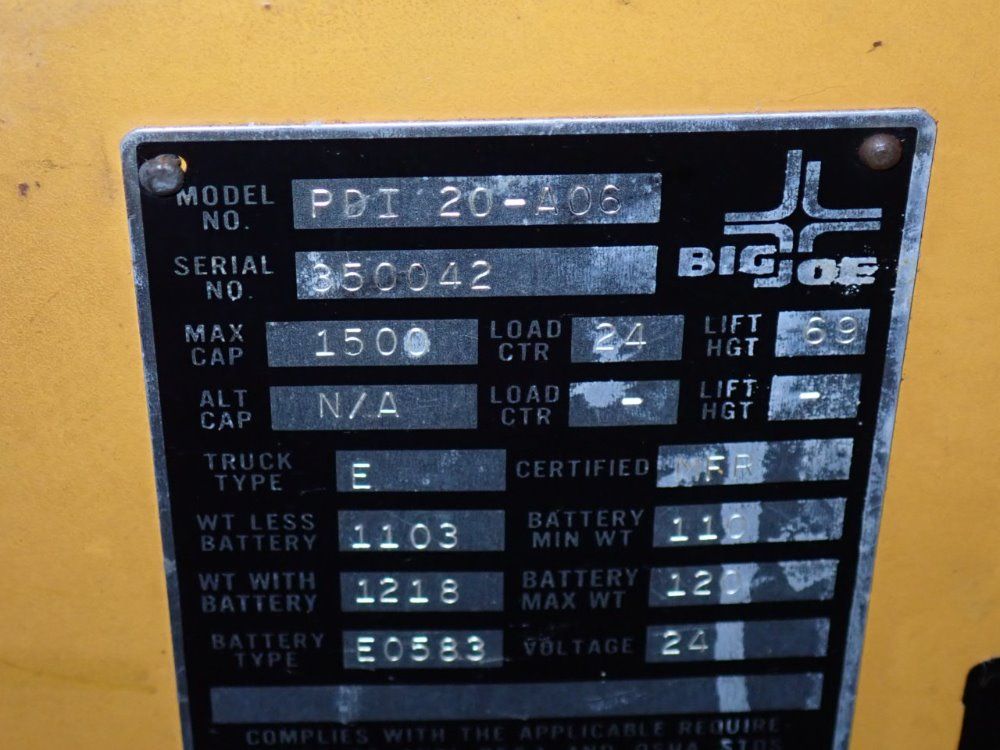 MODEL NO. PDI 20-A06
BIG JOE
SERIAL NO. 350042
MAX CAP 1500 LOAD CTR 24 LIFT HGT 69
ALT CAP N/A LOAD CTR - LIFT HGT -
TRUCK TYPE E CERTIFIED MFR
WT LESS BATTERY 1103 BATTERY MIN WT 110
WT WITH BATTERY 1218 BATTERY MAX WT 120
BATTERY TYPE E0583 VOLTAGE 24
COMPLIES WITH THE APPLICABLE REQUIRE-